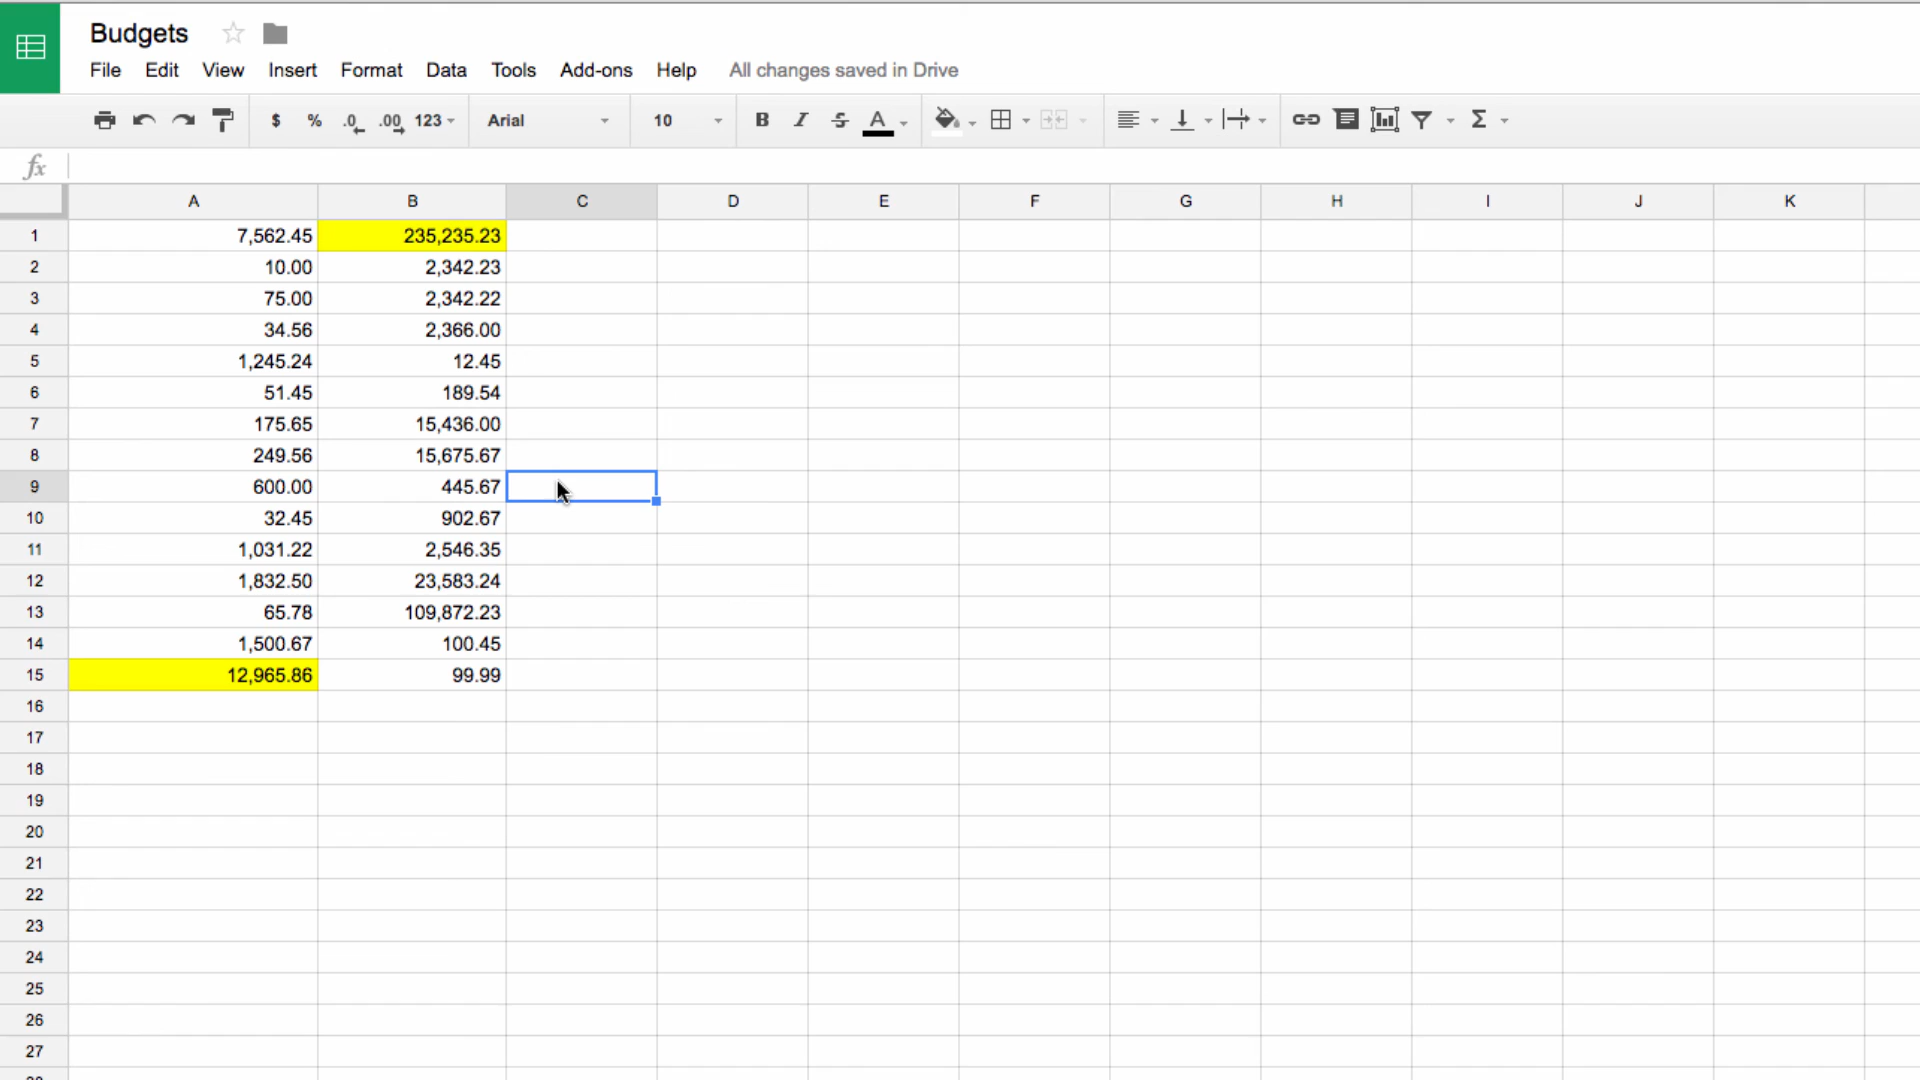 Budgets
File Edit View Insert Format Data Tools Add-ons Help All changes saved in Drive
$ % .0 .00 123 Arial 10 B I S A Σ
fx
A B C D E F G H I J K
1 7,562.45 235,235.23
2 10.00 2,342.23
3 75.00 2,342.22
4 34.56 2,366.00
5 1,245.24 12.45
6 51.45 189.54
7 175.65 15,436.00
8 249.56 15,675.67
9 600.00 445.67
10 32.45 902.67
11 1,031.22 2,546.35
12 1,832.50 23,583.24
13 65.78 109,872.23
14 1,500.67 100.45
15 12,965.86 99.99
16
17
18
19
20
21
22
23
24
25
26
27